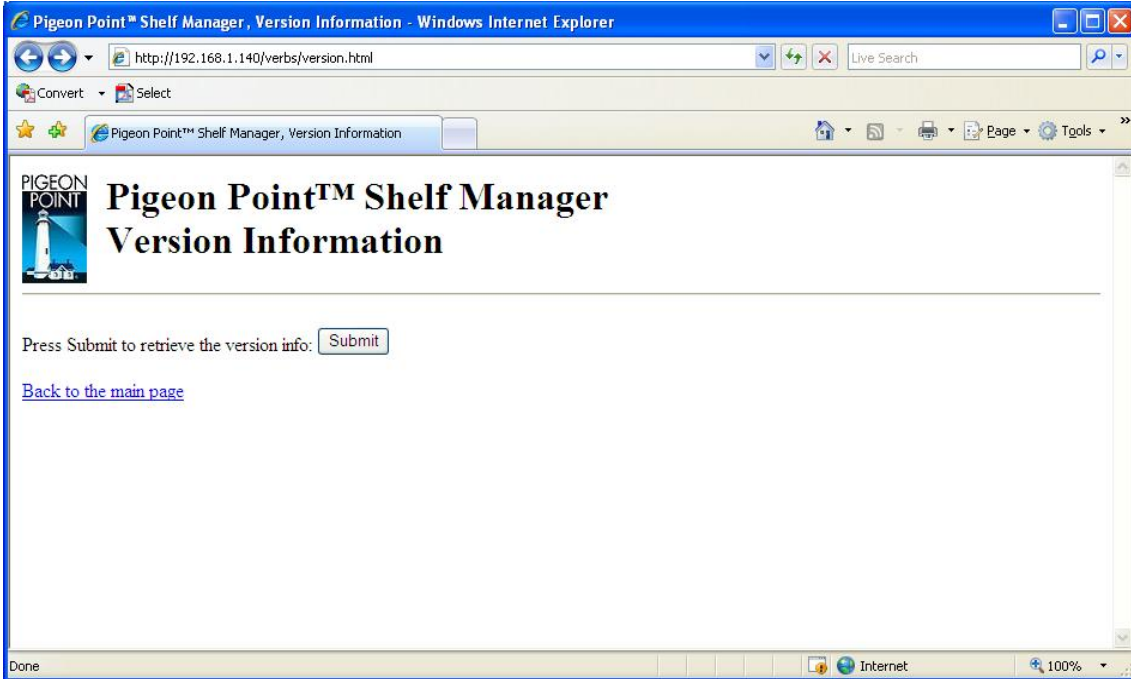 Pigeon Point™ Shelf Manager, Version Information - Windows Internet Explorer
http://192.168.1.140/verbs/version.html
Live Search
Convert
Select
Pigeon Point™ Shelf Manager, Version Information
Page
Tools
PIGEON
POINT
Pigeon Point™ Shelf Manager
Version Information
Press Submit to retrieve the version info: Submit
Back to the main page
Done
Internet
100%